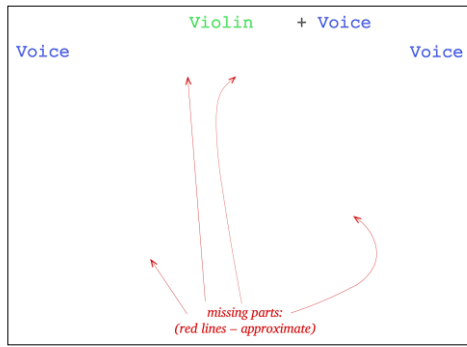 Violin + Voice
Voice Voice
missing parts:
(red lines – approximate)